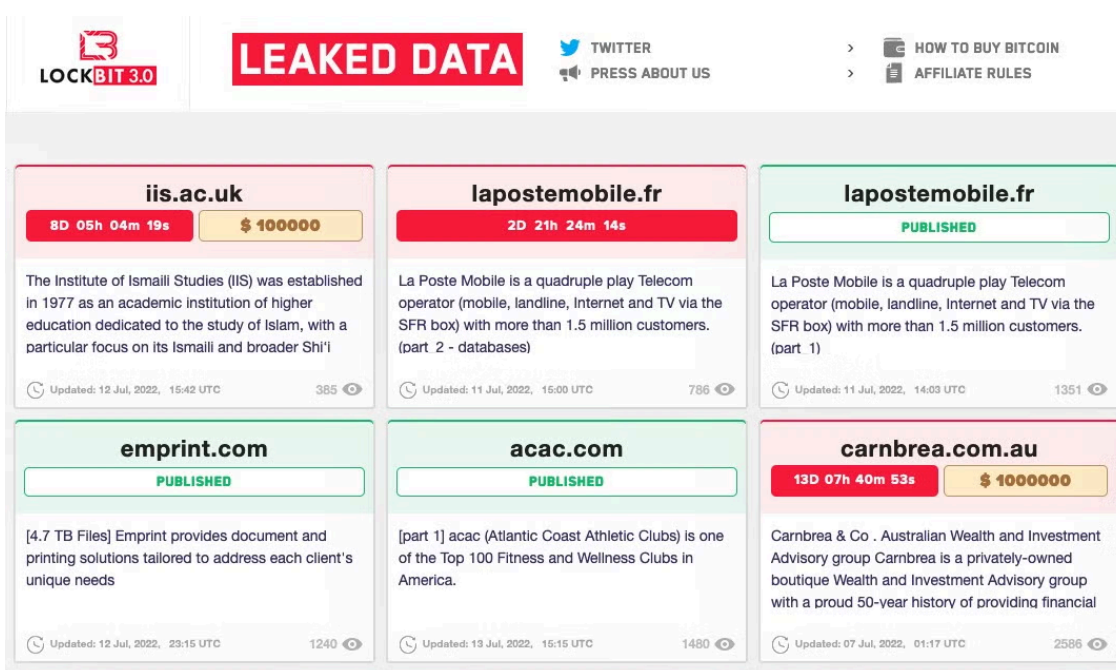 LOCKBIT 3.0
LEAKED DATA
TWITTER
PRESS ABOUT US
>
>
HOW TO BUY BITCOIN
AFFILIATE RULES
iis.ac.uk
8D 05h 04m 19s
$ 100000
The Institute of Ismaili Studies (IIS) was established
in 1977 as an academic institution of higher
education dedicated to the study of Islam, with a
particular focus on its Ismaili and broader Shi'i
Updated: 12 Jul, 2022, 15:42 UTC
385
lapostemobile.fr
2D 21h 24m 14s
La Poste Mobile is a quadruple play Telecom
operator (mobile, landline, Internet and TV via the
SFR box) with more than 1.5 million customers.
(part 2 - databases)
Updated: 11 Jul, 2022, 15:00 UTC
786
lapostemobile.fr
PUBLISHED
La Poste Mobile is a quadruple play Telecom
operator (mobile, landline, Internet and TV via the
SFR box) with more than 1.5 million customers.
(part 1)
Updated: 11 Jul, 2022, 14:03 UTC
1351
emprint.com
PUBLISHED
[4.7 TB Files] Emprint provides document and
printing solutions tailored to address each client's
unique needs
Updated: 12 Jul, 2022, 23:15 UTC
1240
acac.com
PUBLISHED
[part 1] acac (Atlantic Coast Athletic Clubs) is one
of the Top 100 Fitness and Wellness Clubs in
America.
Updated: 13 Jul, 2022, 15:15 UTC
1480
carnbrea.com.au
13D 07h 40m 53s
$ 1000000
Carnbrea & Co . Australian Wealth and Investment
Advisory group Carnbrea is a privately-owned
boutique Wealth and Investment Advisory group
with a proud 50-year history of providing financial
Updated: 07 Jul, 2022, 01:17 UTC
2586